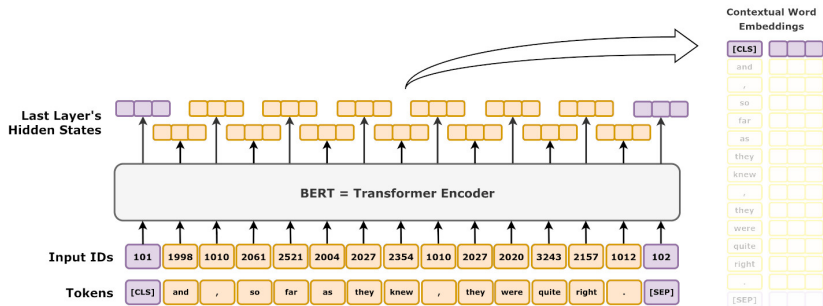 Contextual Word
Embeddings
[CLS]
and
,
so
far
as
they
knew
,
they
were
quite
right
.
[SEP]
Last Layer's
Hidden States
BERT = Transformer Encoder
Input IDs 101 1998 1010 2061 2521 2004 2027 2354 1010 2027 2020 3243 2157 1012 102
Tokens [CLS] and , so far as they knew , they were quite right . [SEP]